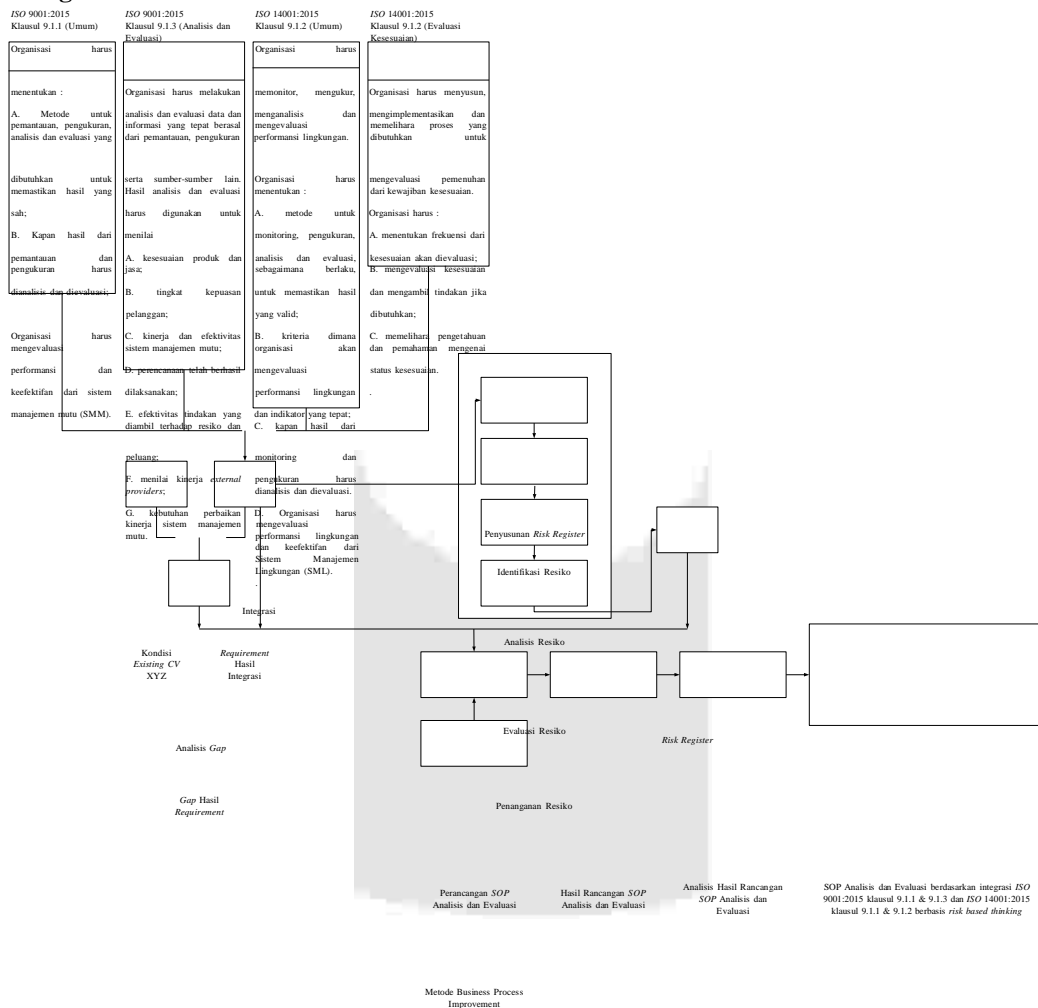 ISO 9001:2015
Klausul 9.1.1 (Umum)
Organisasi harus
menentukan :
A. Metode untuk
pemantauan, pengukuran,
analisis dan evaluasi yang
dibutuhkan untuk
memastikan hasil yang
sah;
B. Kapan hasil dari
pemantauan dan
pengukuran harus
dianalisis dan dievaluasi;
Organisasi harus
mengevaluasi
performansi dan
keefektifan dari sistem
manajemen mutu (SMM).
ISO 9001:2015
Klausul 9.1.3 (Analisis dan
Evaluasi)
Organisasi harus melakukan
analisis dan evaluasi data dan
informasi yang tepat berasal
dari pemantauan, pengukuran
serta sumber-sumber lain.
Hasil analisis dan evaluasi
harus digunakan untuk
menilai
A. kesesuaian produk dan
jasa;
B. tingkat kepuasan
pelanggan;
C. kinerja dan efektivitas
sistem manajemen mutu;
D. perencanaan telah berhasil
dilaksanakan;
E. efektivitas tindakan yang
diambil terhadap resiko dan
peluang;
F. menilai kinerja external
providers;
G. kebutuhan perbaikan
kinerja sistem manajemen
mutu.
ISO 14001:2015
Klausul 9.1.2 (Umum)
Organisasi harus
memonitor, mengukur,
menganalisis dan
mengevaluasi
performansi lingkungan.
Organisasi harus
menentukan :
A. metode untuk
monitoring, pengukuran,
analisis dan evaluasi,
sebagaimana berlaku,
untuk memastikan hasil
yang valid;
B. kriteria dimana
organisasi akan
mengevaluasi
performansi lingkungan
dan indikator yang tepat;
C. kapan hasil dari
monitoring dan
pengukuran harus
dianalisis dan dievaluasi.
D. Organisasi harus
mengevaluasi
performansi lingkungan
dan keefektifan dari
Sistem Manajemen
Lingkungan (SML).
.
ISO 14001:2015
Klausul 9.1.2 (Evaluasi
Kesesuaian)
Organisasi harus menyusun,
mengimplementasikan dan
memelihara proses yang
dibutuhkan untuk
mengevaluasi pemenuhan
dari kewajiban kesesuaian.
Organisasi harus :
A. menentukan frekuensi dari
kesesuaian akan dievaluasi;
B. mengevaluasi kesesuaian
dan mengambil tindakan jika
dibutuhkan;
C. memelihara pengetahuan
dan pemahaman mengenai
status kesesuaian.
.
Penyusunan Risk Register
Identifikasi Resiko
Integrasi
Analisis Resiko
Kondisi
Existing CV
XYZ
Requirement
Hasil
Integrasi
Evaluasi Resiko
Risk Register
Analisis Gap
Gap Hasil
Requirement
Penanganan Resiko
Perancangan SOP
Analisis dan Evaluasi
Hasil Rancangan SOP
Analisis dan Evaluasi
Analisis Hasil Rancangan
SOP Analisis dan
Evaluasi
SOP Analisis dan Evaluasi berdasarkan integrasi ISO
9001:2015 klausul 9.1.1 & 9.1.3 dan ISO 14001:2015
klausul 9.1.1 & 9.1.2 berbasis risk based thinking
Metode Business Process
Improvement